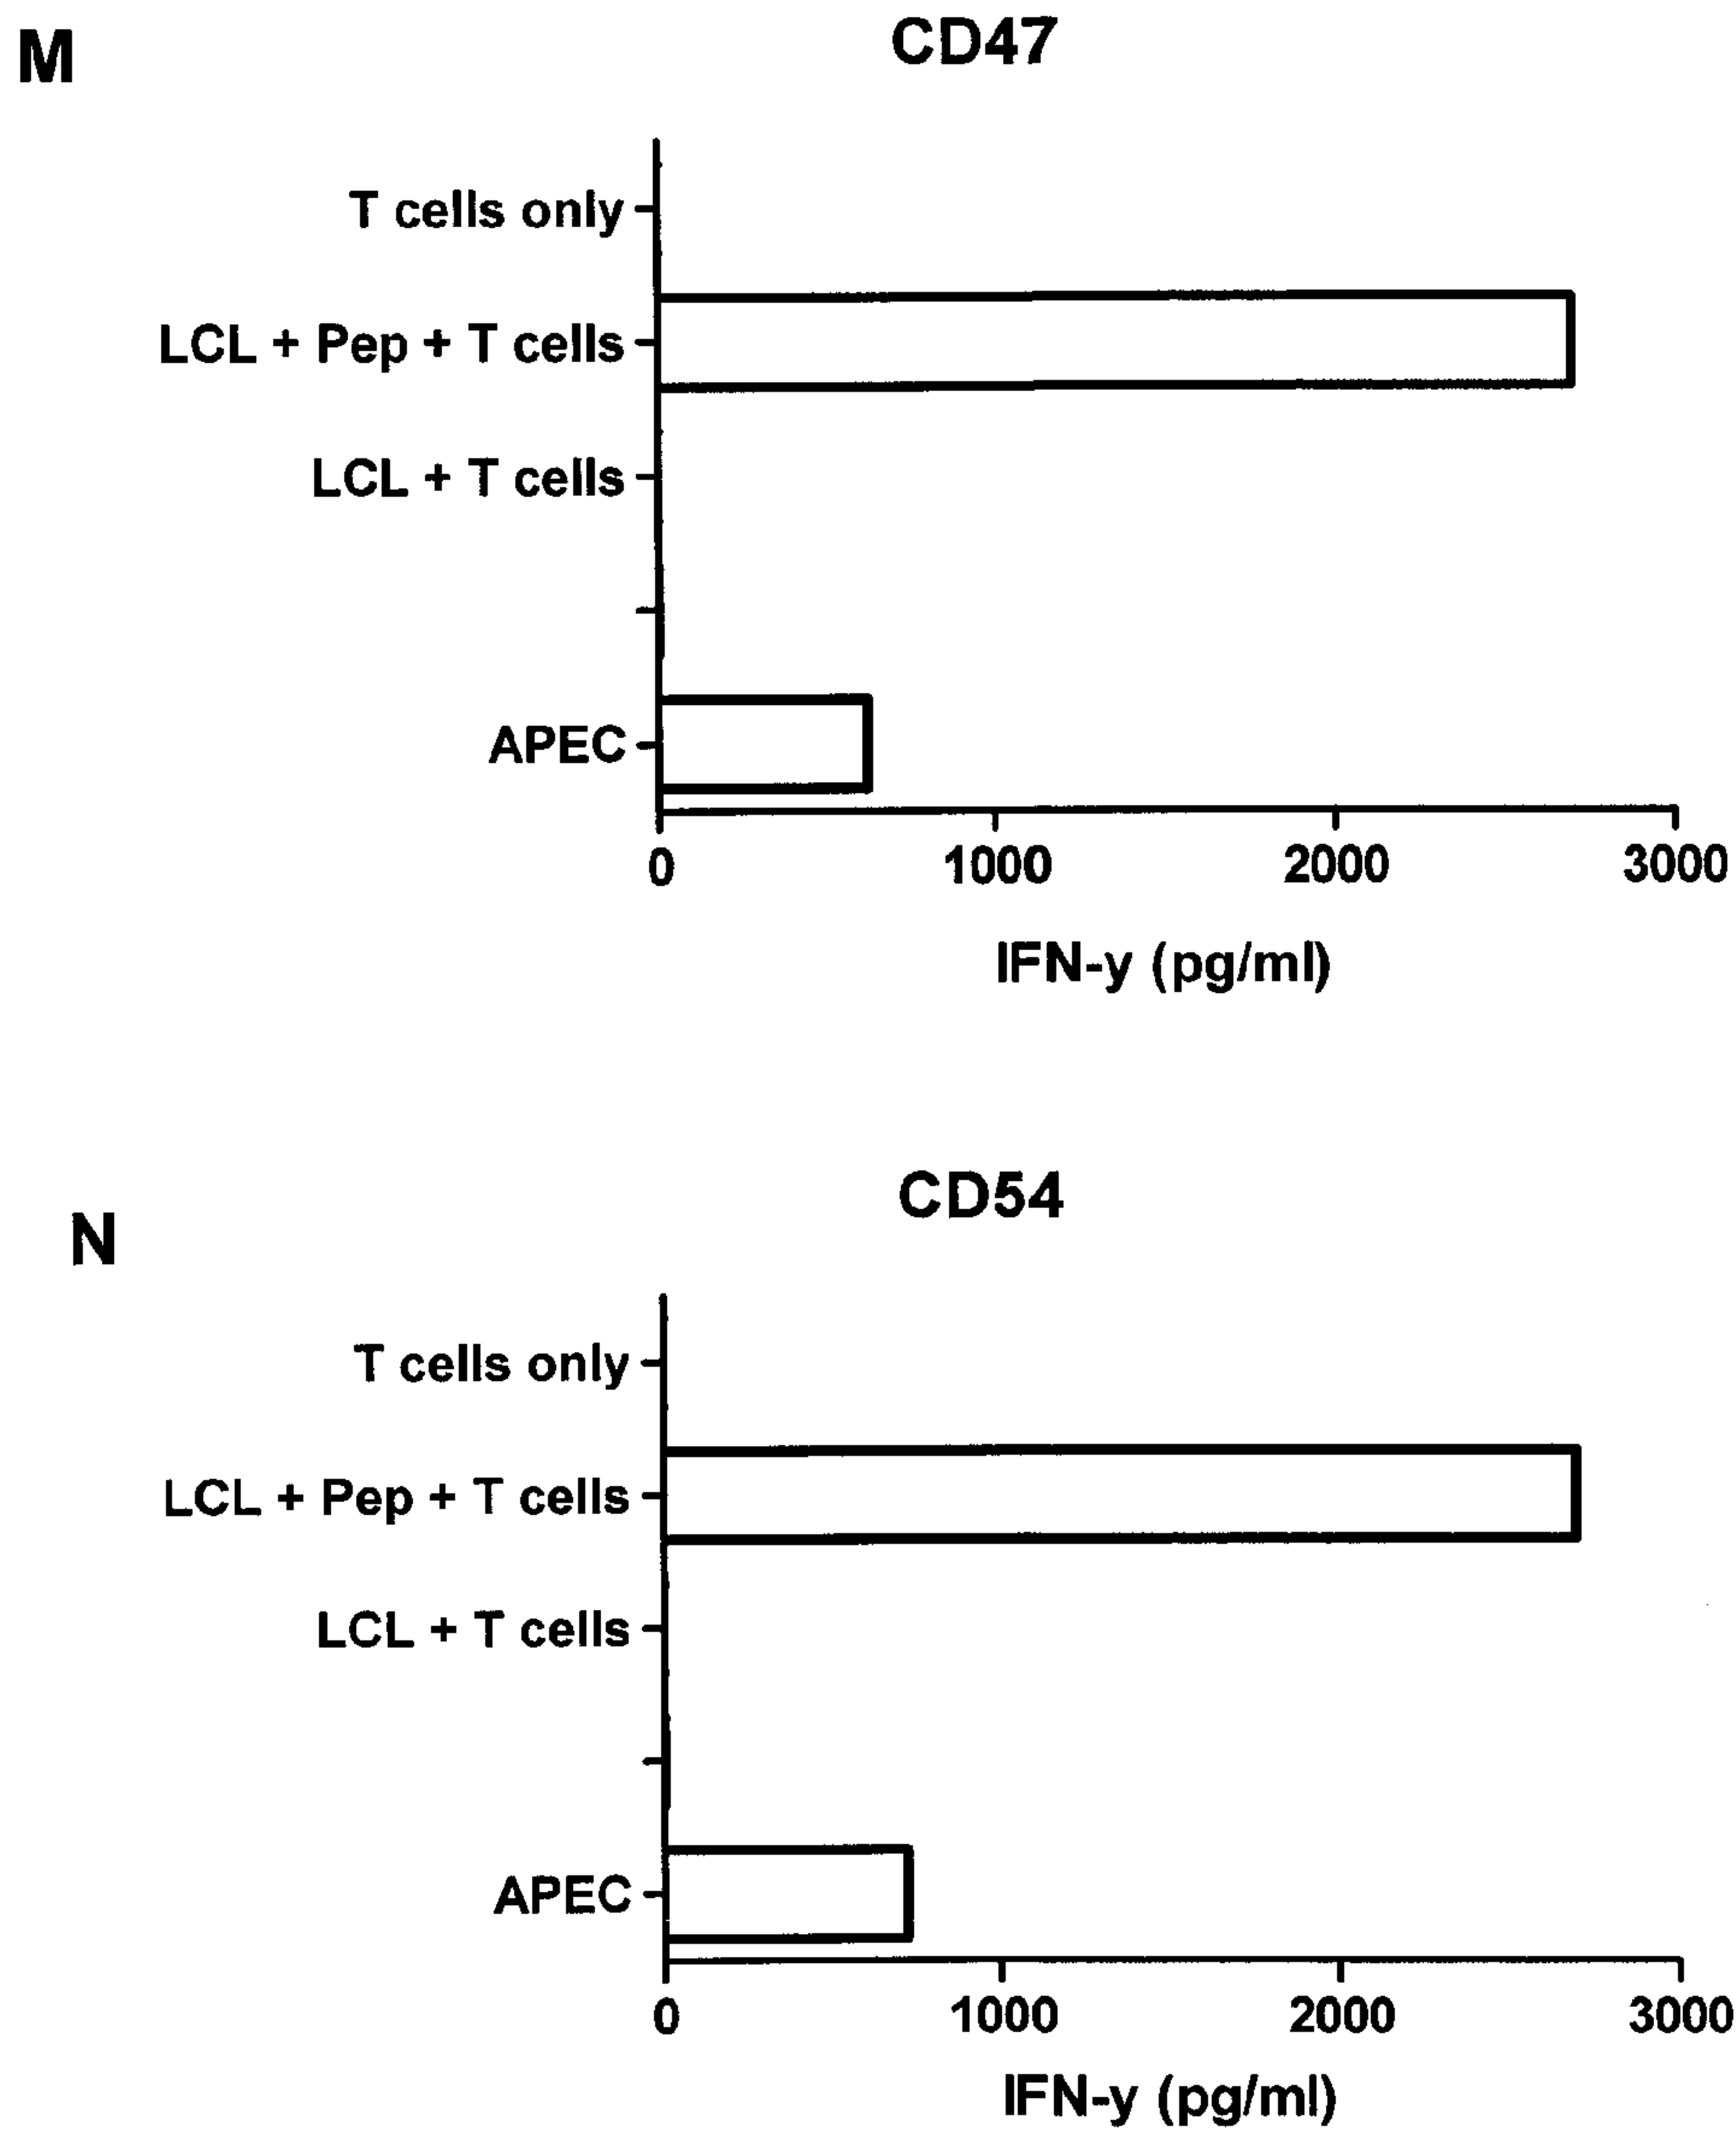 M
CD47
T cells only
LCL + Pep + T cells
LCL + T cells
APEC
0 1000 2000 3000
IFN-y (pg/ml)
N
CD54
T cells only
LCL + Pep + T cells
LCL + T cells
APEC
0 1000 2000 3000
IFN-y (pg/ml)